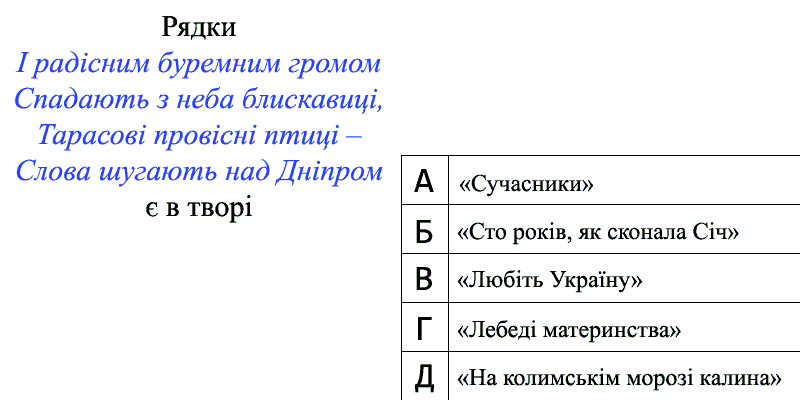 Рядки
І радісним буремним громом
Спадають з неба блискавиці,
Тарасові провісні птиці –
Слова шугають над Дніпром
є в творі
А «Сучасники»
Б «Сто років, як сконала Січ»
В «Любіть Україну»
Г «Лебеді материнства»
Д «На колимськім морозі калина»